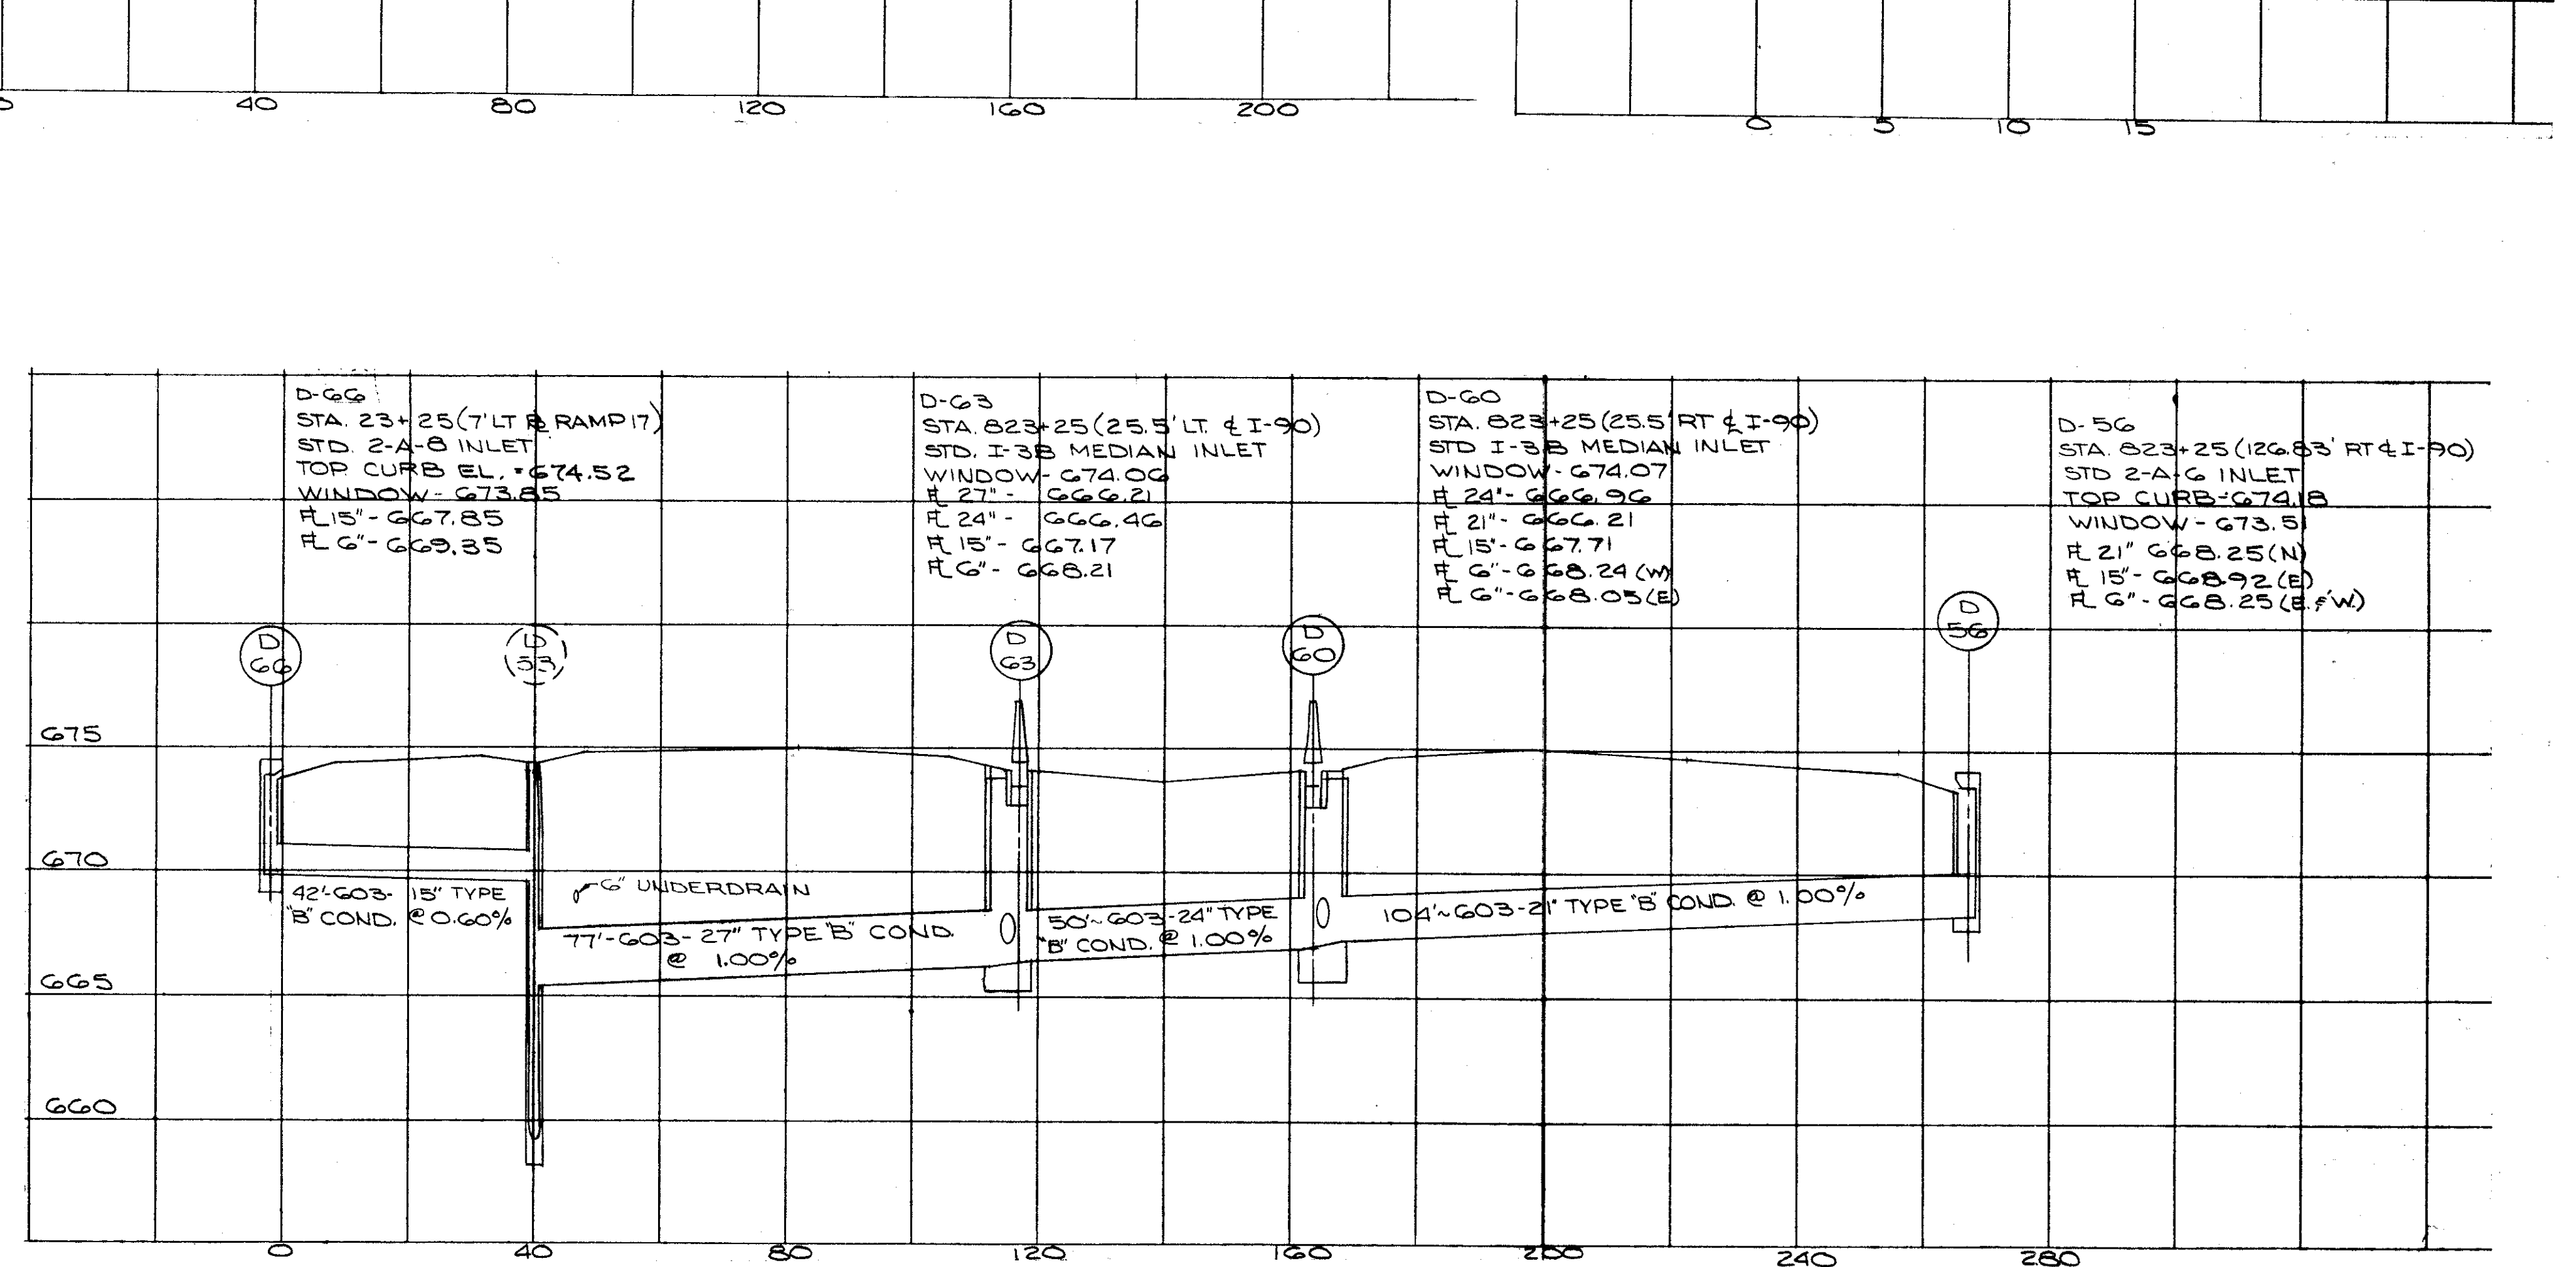 0 40 80 120 160 200
0 5 10 15
D-66
STA. 23+25 (7' LT ⅊ RAMP 17)
STD. 2-A-8 INLET
TOP CURB EL. = 674.52
WINDOW - 673.85
℄ 15" - 667.85
℄ 6" - 669.35
D-63
STA. 823+25 (25.5' LT. ℄ I-90)
STD. I-3B MEDIAN INLET
WINDOW - 674.06
FL 27" - 666.21
FL 24" - 666.46
FL 15" - 667.17
FL 6" - 668.21
D-60
STA. 823+25 (25.5' RT ℄ I-90)
STD I-3B MEDIAN INLET
WINDOW - 674.07
FL 24" - 666.96
FL 21" - 666.21
FL 15" - 667.71
FL 6" - 668.24 (W)
FL 6" - 668.05 (E)
D-56
STA. 823+25 (126.83' RT ℄ I-90)
STD 2-A-6 INLET
TOP CURB = 674.18
WINDOW - 673.51
FL 21" 668.25 (N)
FL 15" - 668.92 (E)
FL 6" - 668.25 (E. & W.)
D
66
D
53
D
63
D
60
D
56
675
670
665
660
42'-603- 15" TYPE
"B" COND. @ 0.60%
6" UNDERDRAIN
77'-603- 27" TYPE "B" COND.
@ 1.00%
50'~603-24" TYPE
"B" COND. @ 1.00%
104'~603-21" TYPE "B" COND. @ 1.00%
0 40 80 120 160 200 240 280